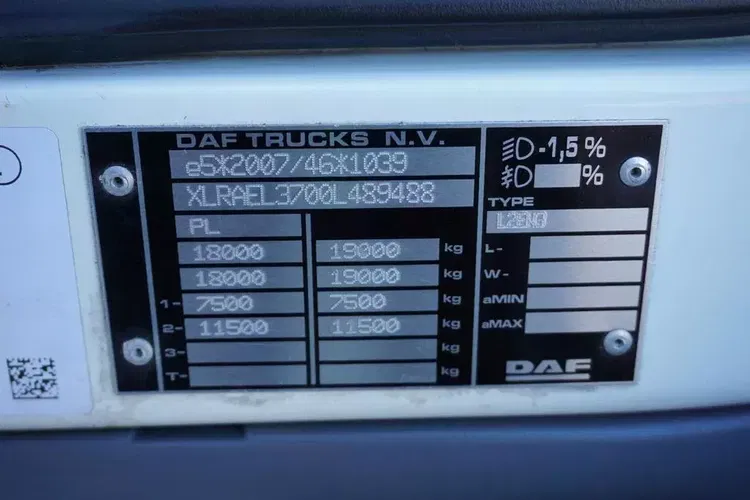 DAF TRUCKS N.V.
e5*2007/46*1039
XLRAEL3700L489488
PL
18000 19000 kg
18000 19000 kg
1- 7500 7500 kg
2- 11500 11500 kg
3- kg
T- kg
-1,5 %
%
TYPE
L2EN3
L-
W-
aMIN
aMAX
DAF